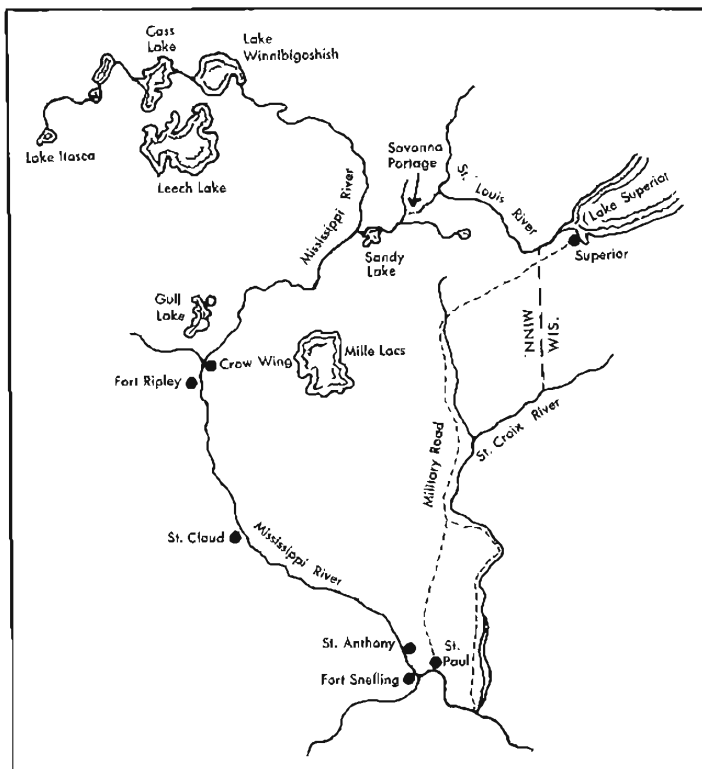 Cass
Lake
Lake
Winnibigoshish
Lake Itasca
Leech Lake
Savanna
Portage
St. Louis River
Lake Superior
Mississippi River
Sandy
Lake
Superior
Gull
Lake
MINN.
WIS.
Crow Wing
Mille Lacs
Fort Ripley
St. Croix River
Military Road
St. Cloud
Mississippi River
St. Anthony
St.
Paul
Fort Snelling